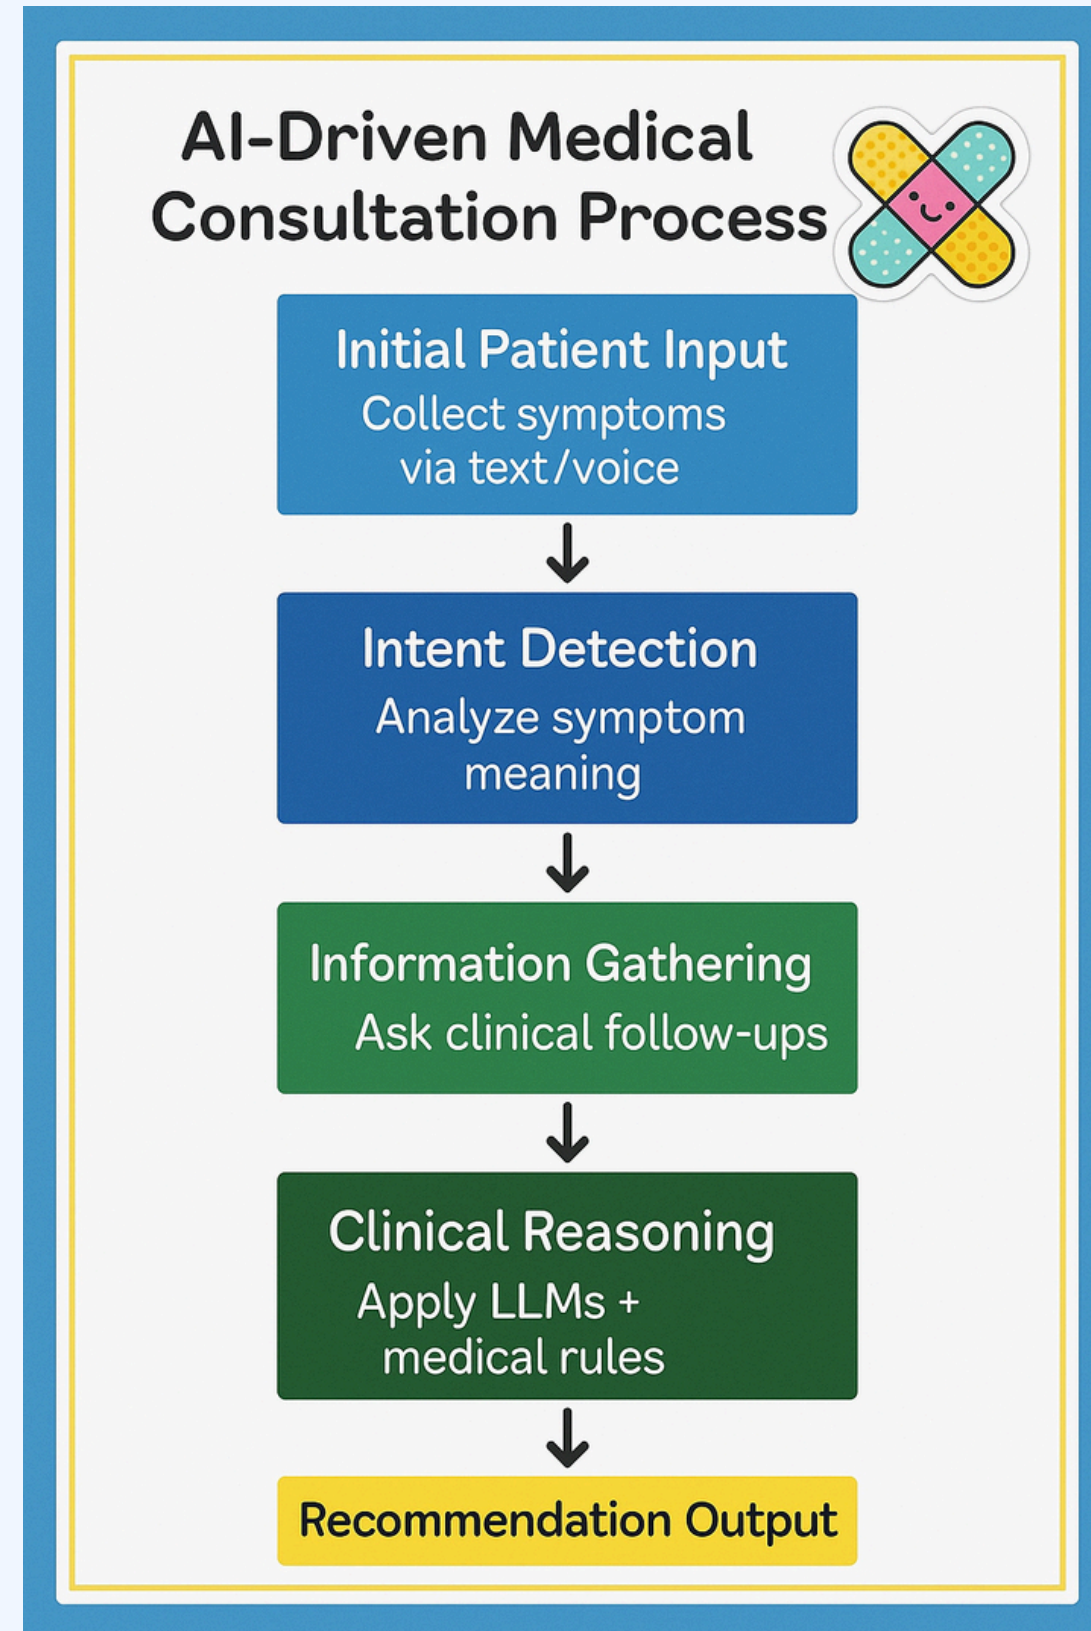 AI-Driven Medical
Consultation Process
Initial Patient Input
Collect symptoms
via text/voice
Intent Detection
Analyze symptom
meaning
Information Gathering
Ask clinical follow-ups
Clinical Reasoning
Apply LLMs +
medical rules
Recommendation Output